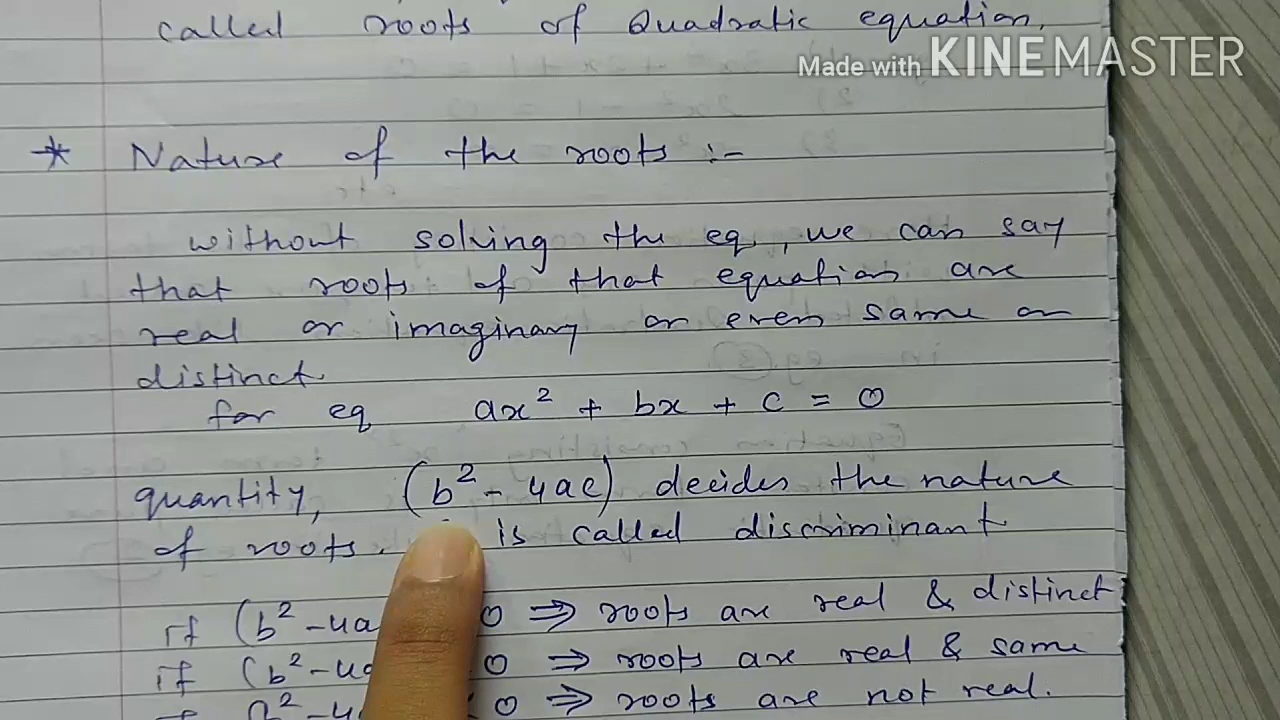 called roots of Quadratic equation.
Made with KINEMASTER
* Nature of the roots :-
without solving the eq, we can say
that roots of that equation are
real or imaginary or even same or
distinct
for eq ax² + bx + c = 0
quantity, (b² - 4ac) decides the nature
of roots. is called discriminant
if (b² - 4a 0 ⇒ roots are real & distinct
if (b² - 4a 0 ⇒ roots are real & same
b² - 4 0 ⇒ roots are not real.